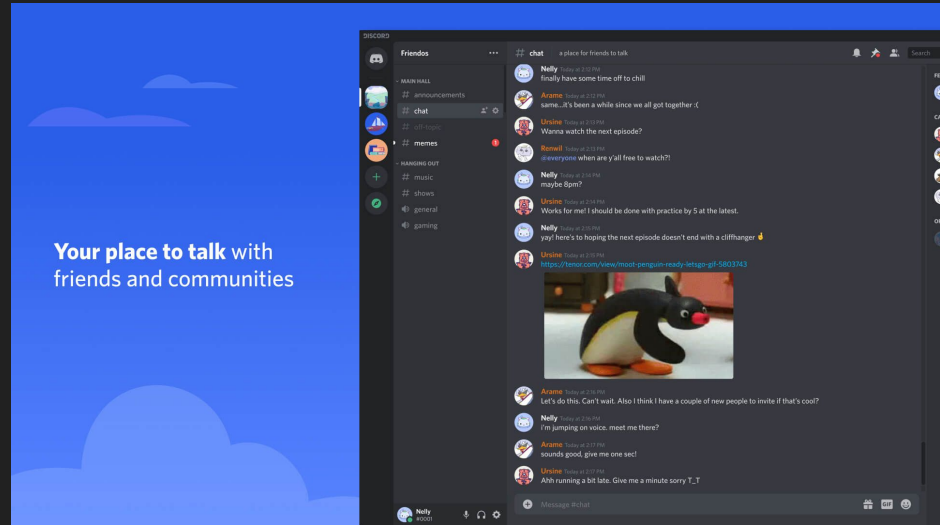 Your place to talk with
friends and communities
DISCORD
Friendos
MAIN HALL
# announcements
# chat
# off-topic
# memes
1
HANGING OUT
# music
# shows
general
gaming
Nelly
#0001
# chat
a place for friends to talk
Search
Nelly Today at 2:12 PM
finally have some time off to chill
Arame Today at 2:12 PM
same...it's been a while since we all got together :(
Ursine Today at 2:13 PM
Wanna watch the next episode?
Renwil Today at 2:13 PM
@everyone when are y'all free to watch?!
Nelly Today at 2:14 PM
maybe 8pm?
Ursine Today at 2:14 PM
Works for me! I should be done with practice by 5 at the latest.
Nelly Today at 2:15 PM
yay! here's to hoping the next episode doesn't end with a cliffhanger
Ursine Today at 2:15 PM
https://tenor.com/view/moot-penguin-ready-letsgo-gif-5803743
Arame Today at 2:16 PM
Let's do this. Can't wait. Also I think I have a couple of new people to invite if that's cool?
Nelly Today at 2:16 PM
i'm jumping on voice. meet me there?
Arame Today at 2:17 PM
sounds good, give me one sec!
Ursine Today at 2:17 PM
Ahh running a bit late. Give me a minute sorry T_T
Message #chat
GIF